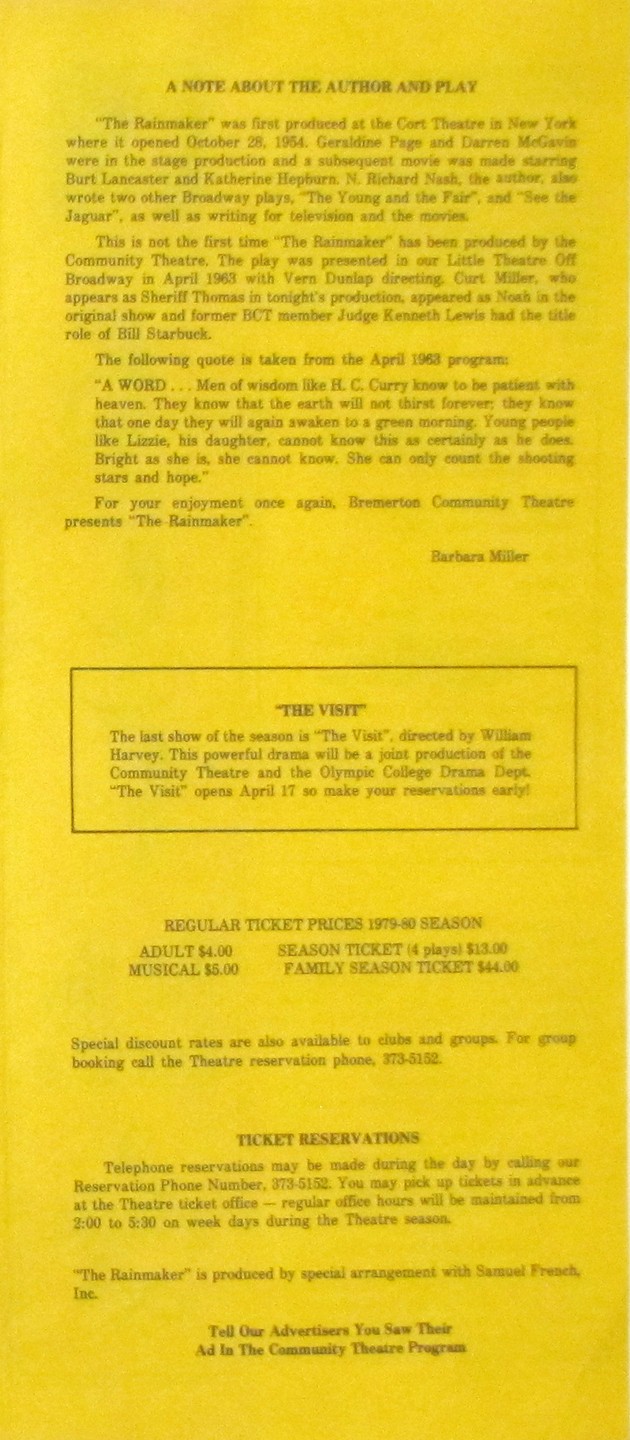 A NOTE ABOUT THE AUTHOR AND PLAY
"The Rainmaker" was first produced at the Cort Theatre in New York
where it opened October 28, 1954. Geraldine Page and Darren McGavin
were in the stage production and a subsequent movie was made starring
Burt Lancaster and Katherine Hepburn. N. Richard Nash, the author, also
wrote two other Broadway plays, "The Young and the Fair", and "See the
Jaguar", as well as writing for television and the movies.
This is not the first time "The Rainmaker" has been produced by the
Community Theatre. The play was presented in our Little Theatre Off
Broadway in April 1963 with Vern Dunlap directing. Curt Miller, who
appears as Sheriff Thomas in tonight's production, appeared as Noah in the
original show and former BCT member Judge Kenneth Lewis had the title
role of Bill Starbuck.
The following quote is taken from the April 1963 program:
"A WORD . . . Men of wisdom like H. C. Curry know to be patient with
heaven. They know that the earth will not thirst forever; they know
that one day they will again awaken to a green morning. Young people
like Lizzie, his daughter, cannot know this as certainly as he does.
Bright as she is, she cannot know. She can only count the shooting
stars and hope."
For your enjoyment once again, Bremerton Community Theatre
presents "The Rainmaker".
Barbara Miller
"THE VISIT"
The last show of the season is "The Visit", directed by William
Harvey. This powerful drama will be a joint production of the
Community Theatre and the Olympic College Drama Dept.
"The Visit" opens April 17 so make your reservations early!
REGULAR TICKET PRICES 1979-80 SEASON
ADULT $4.00 SEASON TICKET (4 plays) $13.00
MUSICAL $5.00 FAMILY SEASON TICKET $44.00
Special discount rates are also available to clubs and groups. For group
booking call the Theatre reservation phone, 373-5152.
TICKET RESERVATIONS
Telephone reservations may be made during the day by calling our
Reservation Phone Number, 373-5152. You may pick up tickets in advance
at the Theatre ticket office — regular office hours will be maintained from
2:00 to 5:30 on week days during the Theatre season.
"The Rainmaker" is produced by special arrangement with Samuel French,
Inc.
Tell Our Advertisers You Saw Their
Ad In The Community Theatre Program